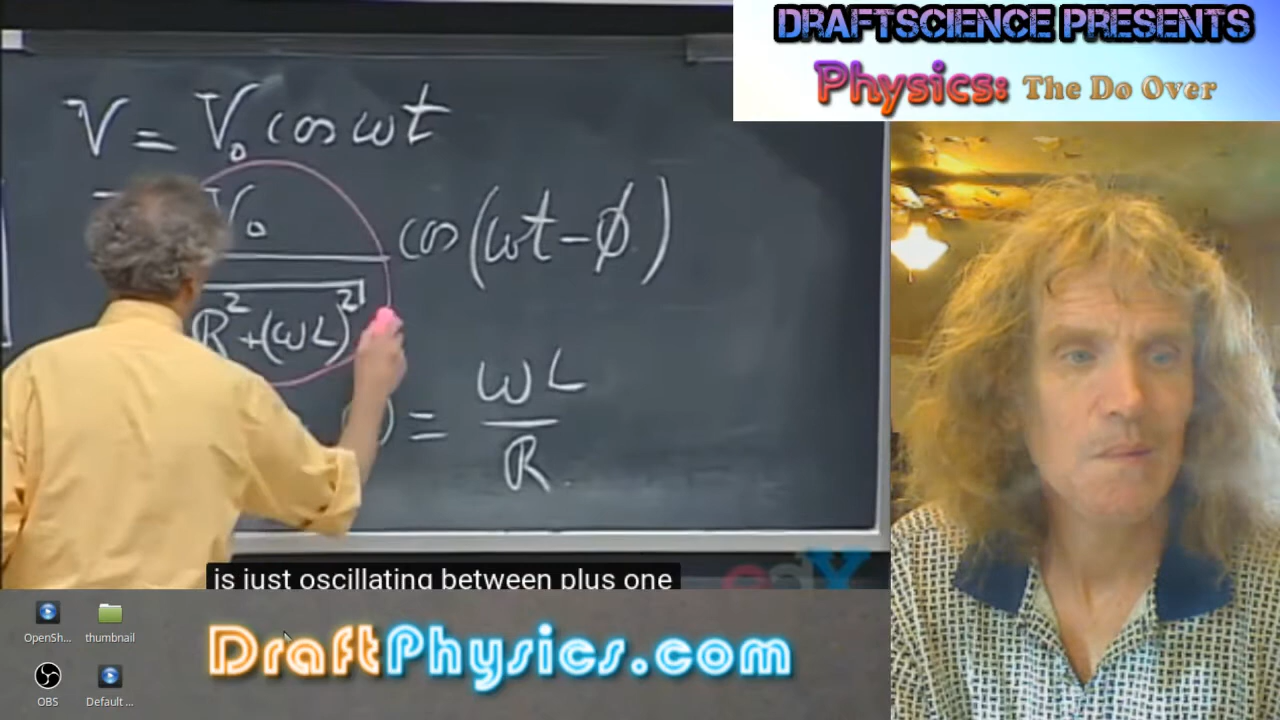 DRAFTSCIENCE PRESENTS
Physics: The Do Over
V = V₀ cos ωt
V₀ cos(ωt-ϕ)
R² + (ωL)²
= ωL
R
is just oscillating between plus one
OpenSh...
thumbnail
DraftPhysics.com
OBS
Default ...